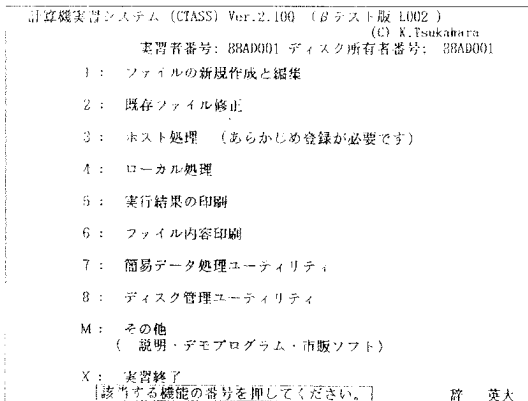 計算機実習システム (CTASS) Ver.2.100 (βテスト版 L002 )
(C) K.Tsukahara
実習者番号: 88AD001 ディスク所有者番号: 88AD001
1 : ファイルの新規作成と編集
2 : 既存ファイル修正
3 : ホスト処理 (あらかじめ登録が必要です)
4 : ローカル処理
5 : 実行結果の印刷
6 : ファイル内容印刷
7 : 簡易データ処理ユーティリティ
8 : ディスク管理ユーティリティ
M : その他
( 説明・デモプログラム・市販ソフト)
X : 実習終了
該当する機能の番号を押してください。 辞 英大